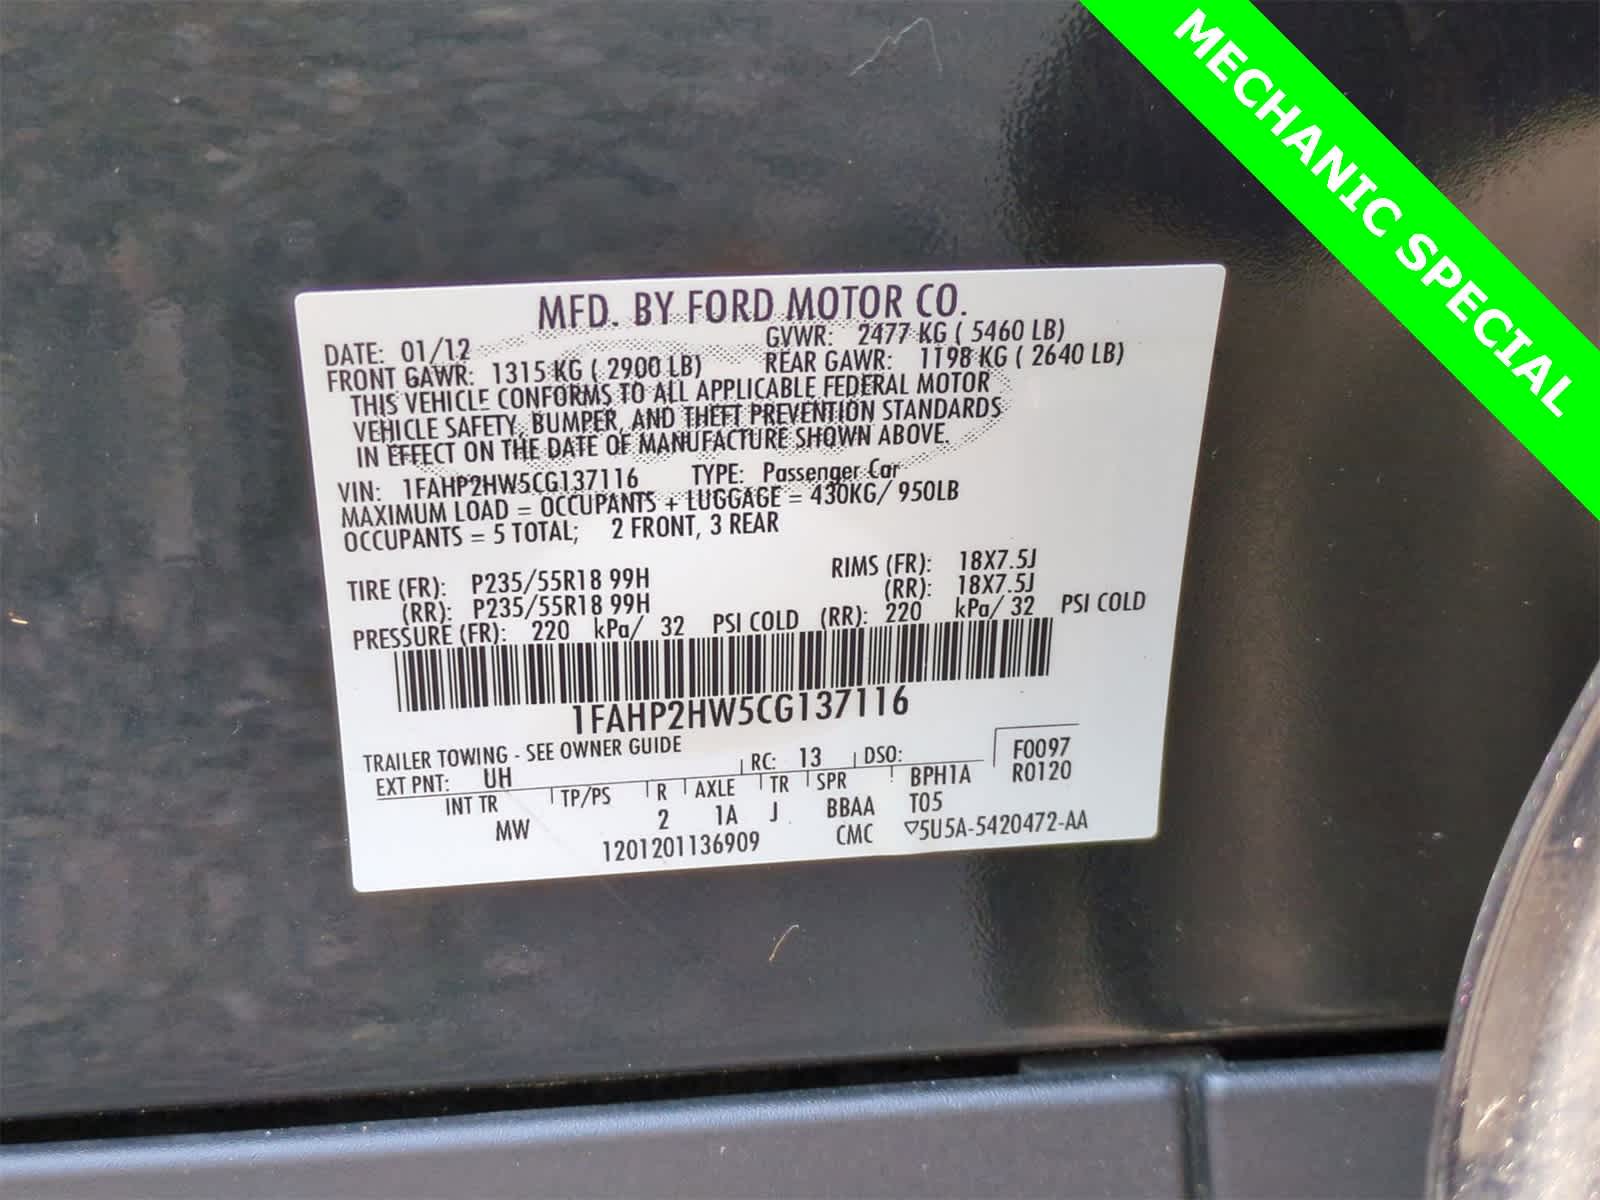 MECHANIC SPECIAL
MFD. BY FORD MOTOR CO.
DATE: 01/12 GVWR: 2477 KG ( 5460 LB)
FRONT GAWR: 1315 KG ( 2900 LB) REAR GAWR: 1198 KG ( 2640 LB)
THIS VEHICLE CONFORMS TO ALL APPLICABLE FEDERAL MOTOR
VEHICLE SAFETY, BUMPER, AND THEFT PREVENTION STANDARDS
IN EFFECT ON THE DATE OF MANUFACTURE SHOWN ABOVE.
VIN: 1FAHP2HW5CG137116 TYPE: Passenger Car
MAXIMUM LOAD = OCCUPANTS + LUGGAGE = 430KG/ 950LB
OCCUPANTS = 5 TOTAL; 2 FRONT, 3 REAR
TIRE (FR): P235/55R18 99H RIMS (FR): 18X7.5J
(RR): P235/55R18 99H (RR): 18X7.5J
PRESSURE (FR): 220 kPa/ 32 PSI COLD (RR): 220 kPa/ 32 PSI COLD
1FAHP2HW5CG137116
TRAILER TOWING - SEE OWNER GUIDE
EXT PNT: UH RC: 13 DSO: F0097
INT TR TP/PS R AXLE TR SPR BPH1A R0120
MW 2 1A J BBAA T05
1201201136909 CMC ▽5U5A-5420472-AA